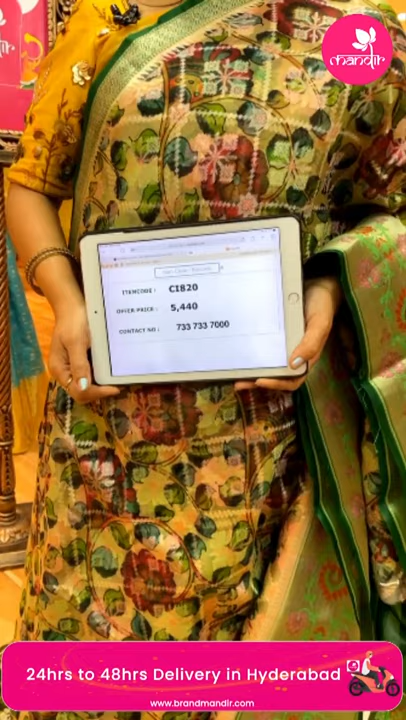 mandir
ITEMCODE : CI820
OFFER PRICE : 5,440
CONTACT NO : 733 733 7000
24hrs to 48hrs Delivery in Hyderabad
www.brandmandir.com